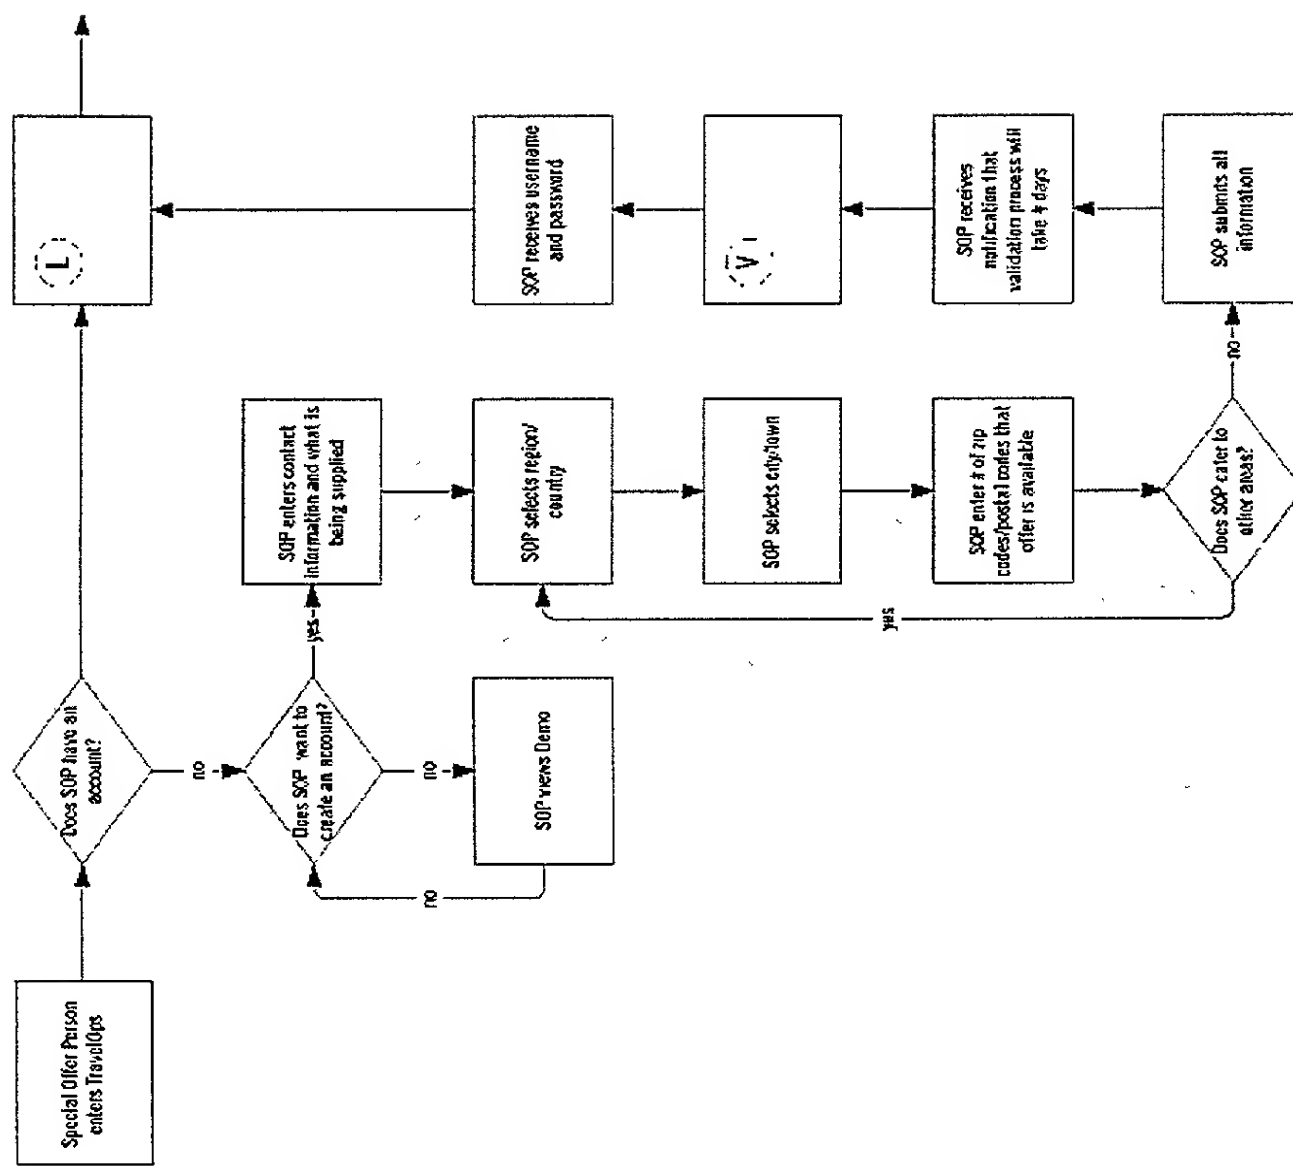 Special Offer Person
enters TravelOps
Does SOP have an
account?
no
L
Does SOP want to
create an account?
yes
no
SOP views Demo
no
SOP enters contact
information and what is
being supplied
SOP selects region/
country
SOP selects city/town
SOP enter # of zip
codes/postal codes that
offer is available
Does SOP cater to
other areas?
yes
no
SOP submits all
information
SOP receives
notification that
validation process will
take # days
V
SOP receives username
and password